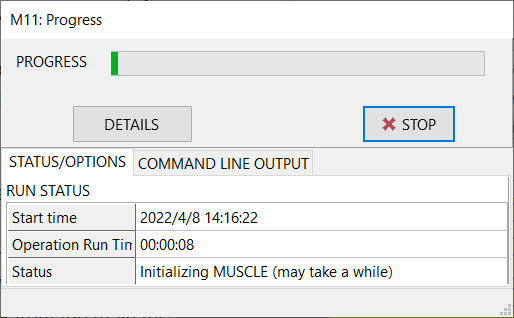 M11: Progress
PROGRESS
DETAILS
STOP
STATUS/OPTIONS
COMMAND LINE OUTPUT
RUN STATUS
Start time 2022/4/8 14:16:22
Operation Run Tim 00:00:08
Status Initializing MUSCLE (may take a while)